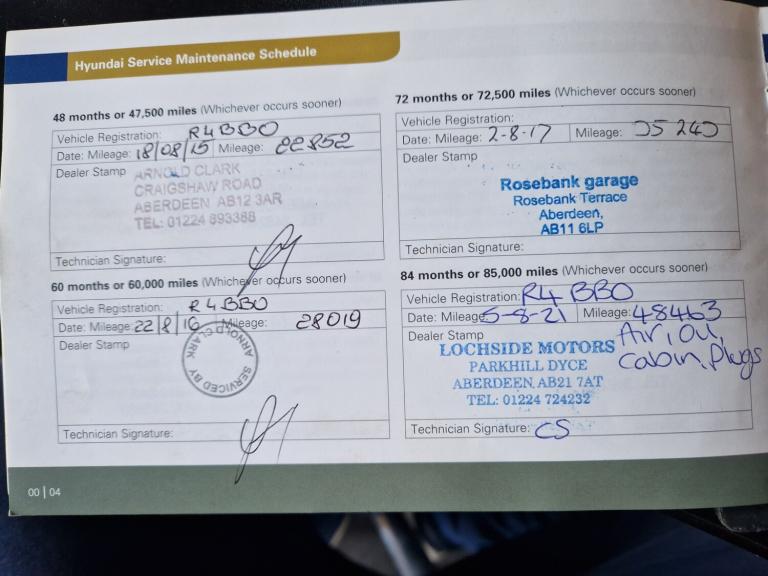 Hyundai Service Maintenance Schedule
48 months or 47,500 miles (Whichever occurs sooner)
Vehicle Registration: R4BBO
Date: Mileage: 18/08/15 Mileage: 22852
Dealer Stamp
ARNOLD CLARK
CRAIGSHAW ROAD
ABERDEEN AB12 3AR
TEL: 01224 893388
Technician Signature:
60 months or 60,000 miles (Whichever occurs sooner)
Vehicle Registration: R4BBO
Date: Mileage 22/8/16 Mileage: 28019
Dealer Stamp
SERVICED BY ARNOLD CLARK
Technician Signature:
00|04
72 months or 72,500 miles (Whichever occurs sooner)
Vehicle Registration:
Date: Mileage: 2-8-17 Mileage: 35240
Dealer Stamp
Rosebank garage
Rosebank Terrace
Aberdeen,
AB11 6LP
Technician Signature:
84 months or 85,000 miles (Whichever occurs sooner)
Vehicle Registration: R4 BBO
Date: Mileage: 5-8-21 Mileage: 48463
Dealer Stamp
Air, Oil,
Cabin, Plugs
LOCHSIDE MOTORS
PARKHILL DYCE
ABERDEEN. AB21 7AT
TEL: 01224 724232
Technician Signature: CS